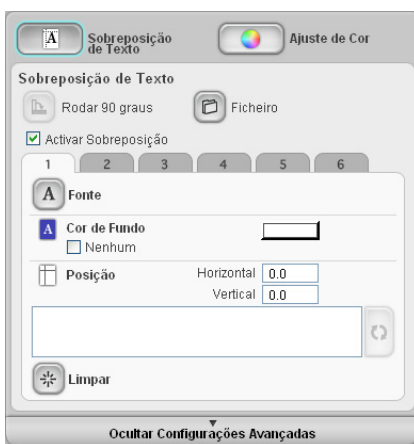 A
Sobreposição
de Texto
Ajuste de Cor
Sobreposição de Texto
Rodar 90 graus
Ficheiro
Activar Sobreposição
1 2 3 4 5 6
A Fonte
A Cor de Fundo
Nenhum
Posição Horizontal 0.0
Vertical 0.0
Limpar
Ocultar Configurações Avançadas